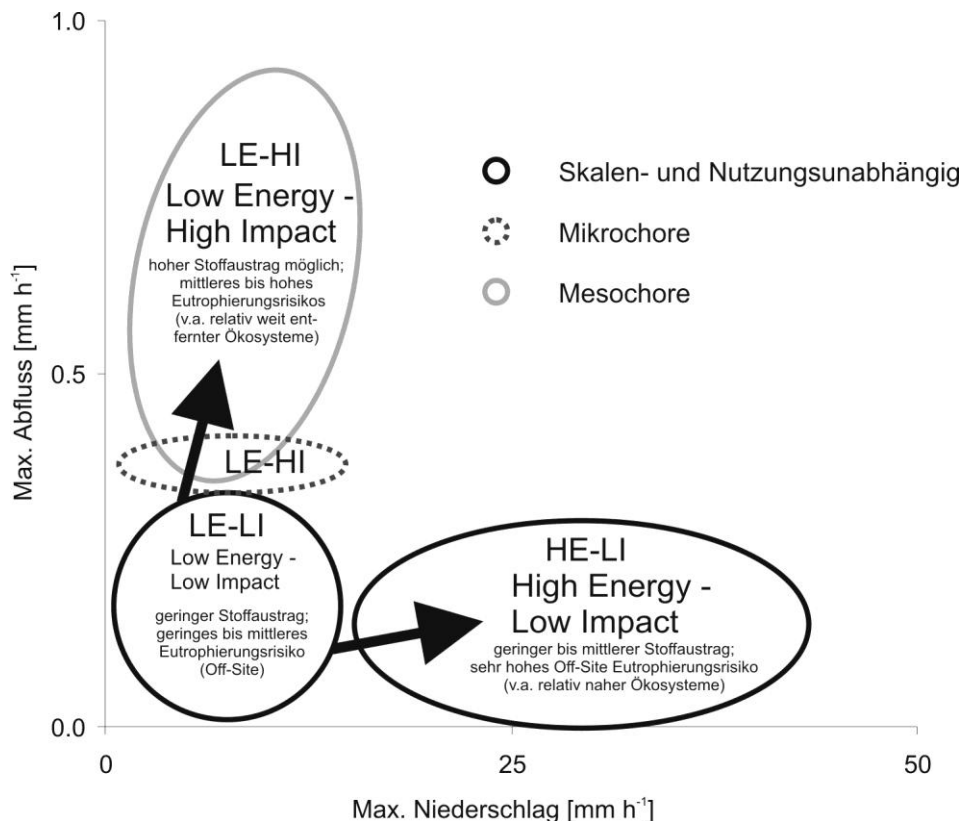 1.0
0.5
0.0
Max. Abfluss [mm h⁻¹]
LE-HI
Low Energy -
High Impact
hoher Stoffaustrag möglich;
mittleres bis hohes
Eutrophierungsrisikos
(v.a. relativ weit ent-
fernter Ökosysteme)
Skalen- und Nutzungsunabhängig
Mikrochore
Mesochore
LE-HI
LE-LI
Low Energy -
Low Impact
geringer Stoffaustrag;
geringes bis mittleres
Eutrophierungsrisiko
(Off-Site)
HE-LI
High Energy -
Low Impact
geringer bis mittlerer Stoffaustrag;
sehr hohes Off-Site Eutrophierungsrisiko
(v.a. relativ naher Ökosysteme)
0
25
50
Max. Niederschlag [mm h⁻¹]